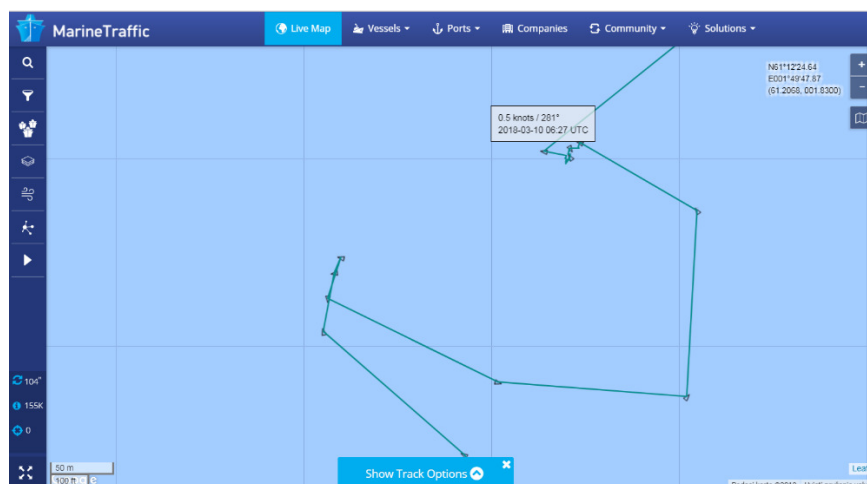 MarineTraffic
Live Map
Vessels
Ports
Companies
Community
Solutions
N61°12'24.64
E001°49'47.87
(61.2068, 001.8300)
0.5 knots / 281°
2018-03-10 06:27 UTC
104°
155K
0
50 m
100 ft
Show Track Options